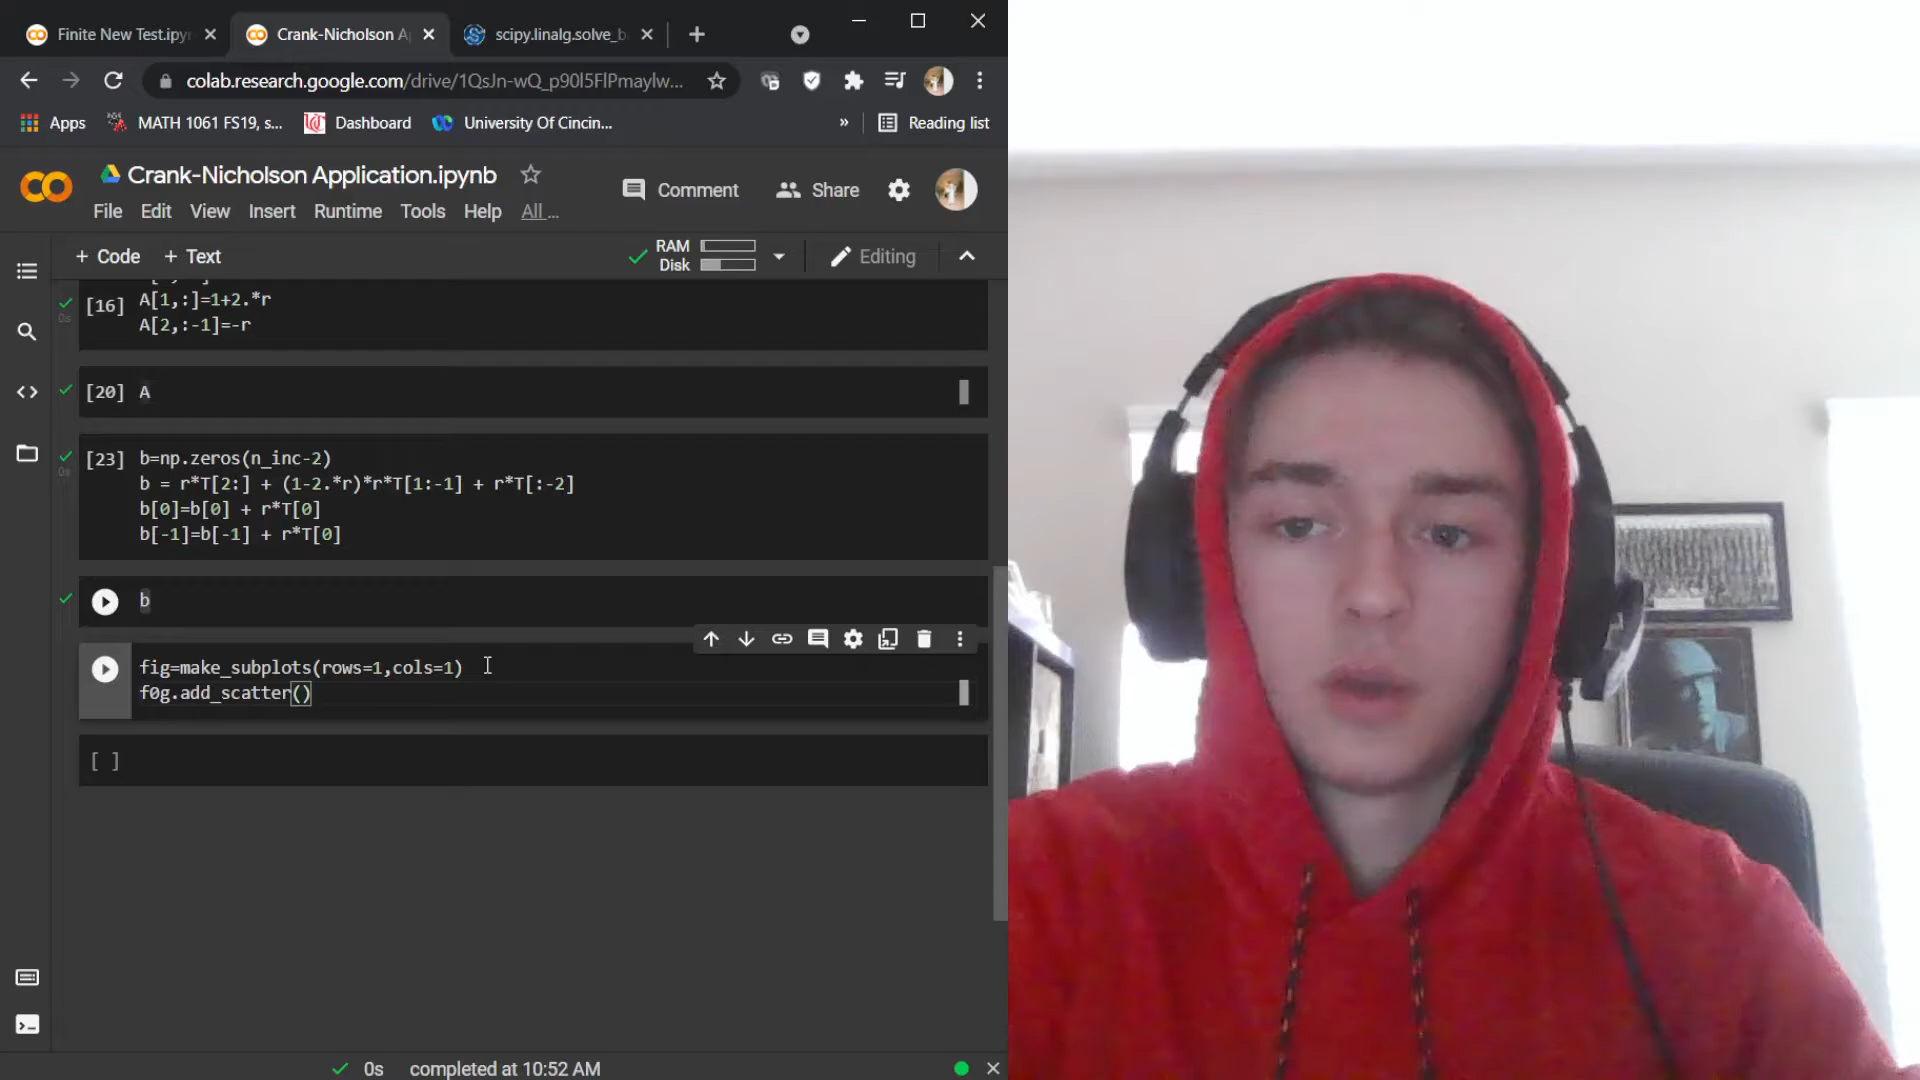 Finite New Test.ipyn
Crank-Nicholson A
scipy.linalg.solve_b
colab.research.google.com/drive/1QsJn-wQ_p90l5FlPmaylw...
Apps
MATH 1061 FS19, s...
Dashboard
University Of Cincin...
»
Reading list
Crank-Nicholson Application.ipynb
Comment
Share
File Edit View Insert Runtime Tools Help All ...
+ Code + Text
RAM
Disk
Editing
[16] A[1,:]=1+2.*r
A[2,:-1]=-r
0s
[20] A
[23] b=np.zeros(n_inc-2)
0s
b = r*T[2:] + (1-2.*r)*r*T[1:-1] + r*T[:-2]
b[0]=b[0] + r*T[0]
b[-1]=b[-1] + r*T[0]
b
fig=make_subplots(rows=1,cols=1)
f0g.add_scatter()
[ ]
0s completed at 10:52 AM